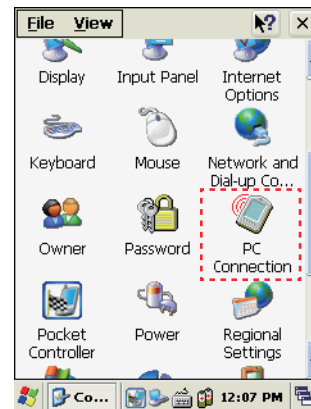 File View ?
Display Input Panel Internet
Options
Keyboard Mouse Network and
Dial-up Co...
Owner Password PC
Connection
Pocket Power Regional
Controller Settings
Co... 12:07 PM